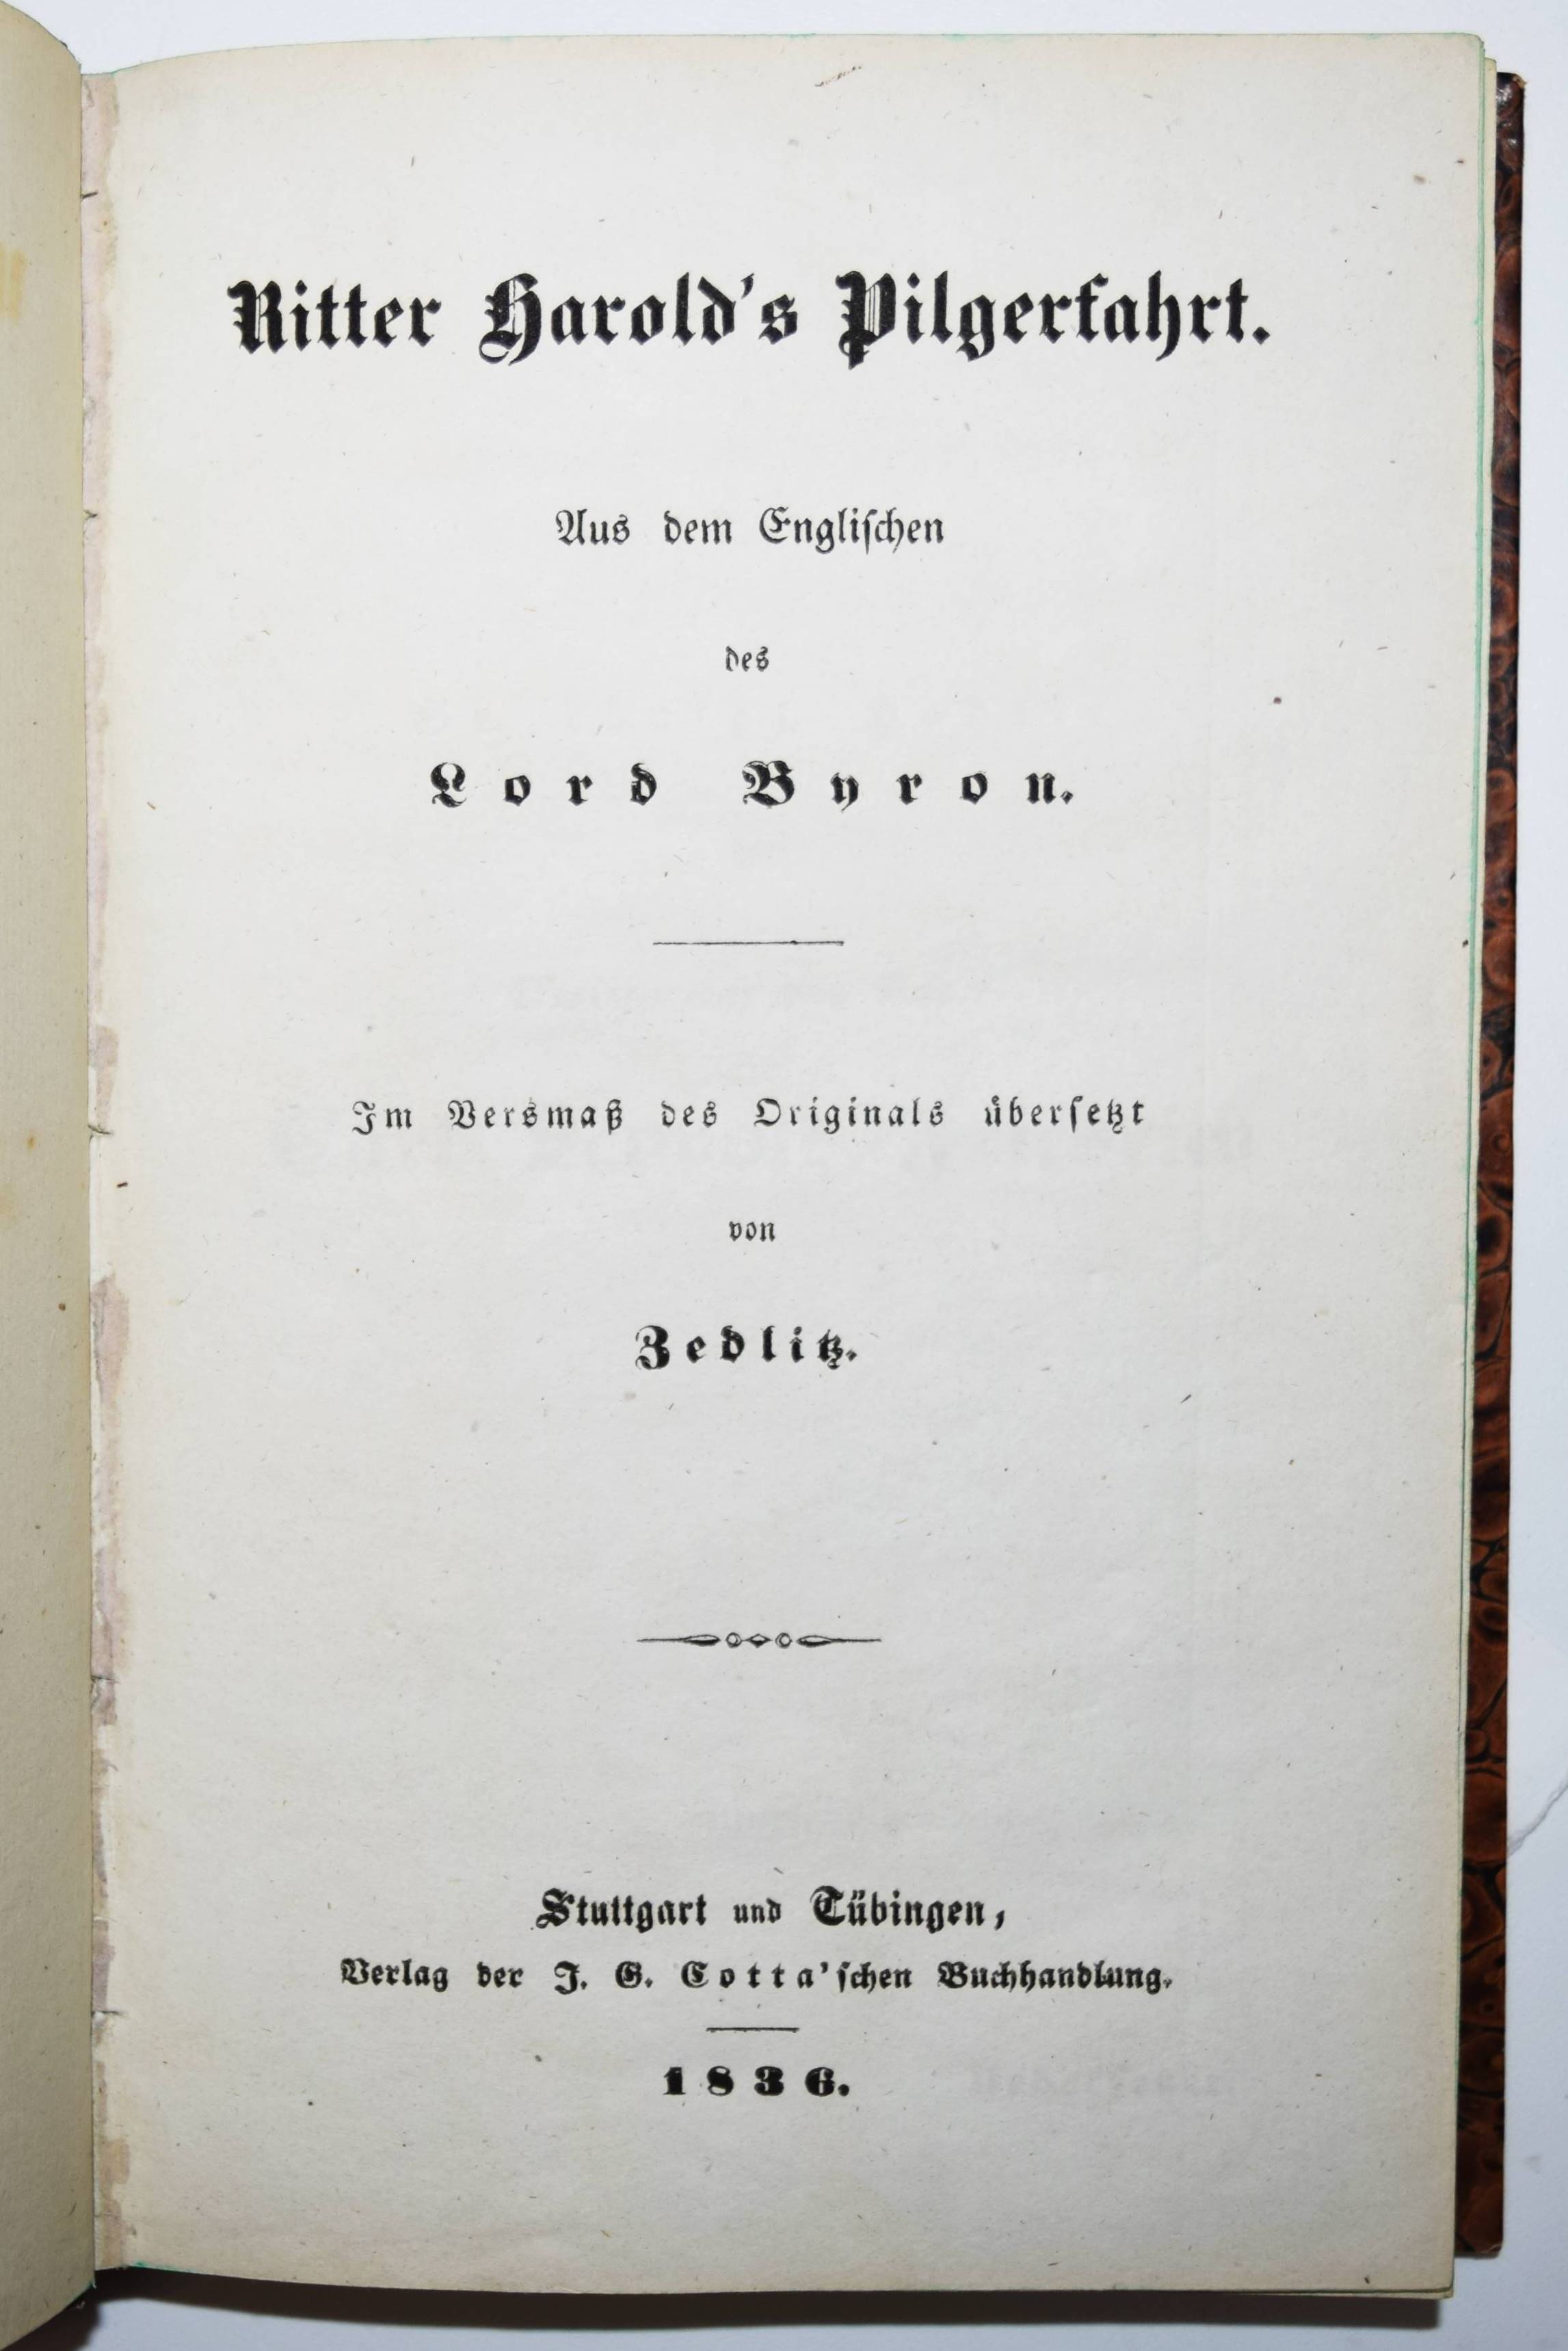 Ritter Harold's Pilgerfahrt.
Aus dem Engliſchen
des
Lord Byron.
Im Versmaß des Originals überſetzt
von
Zedlitz.
Stuttgart und Tübingen,
Verlag der J. G. Cotta'ſchen Buchhandlung.
1836.